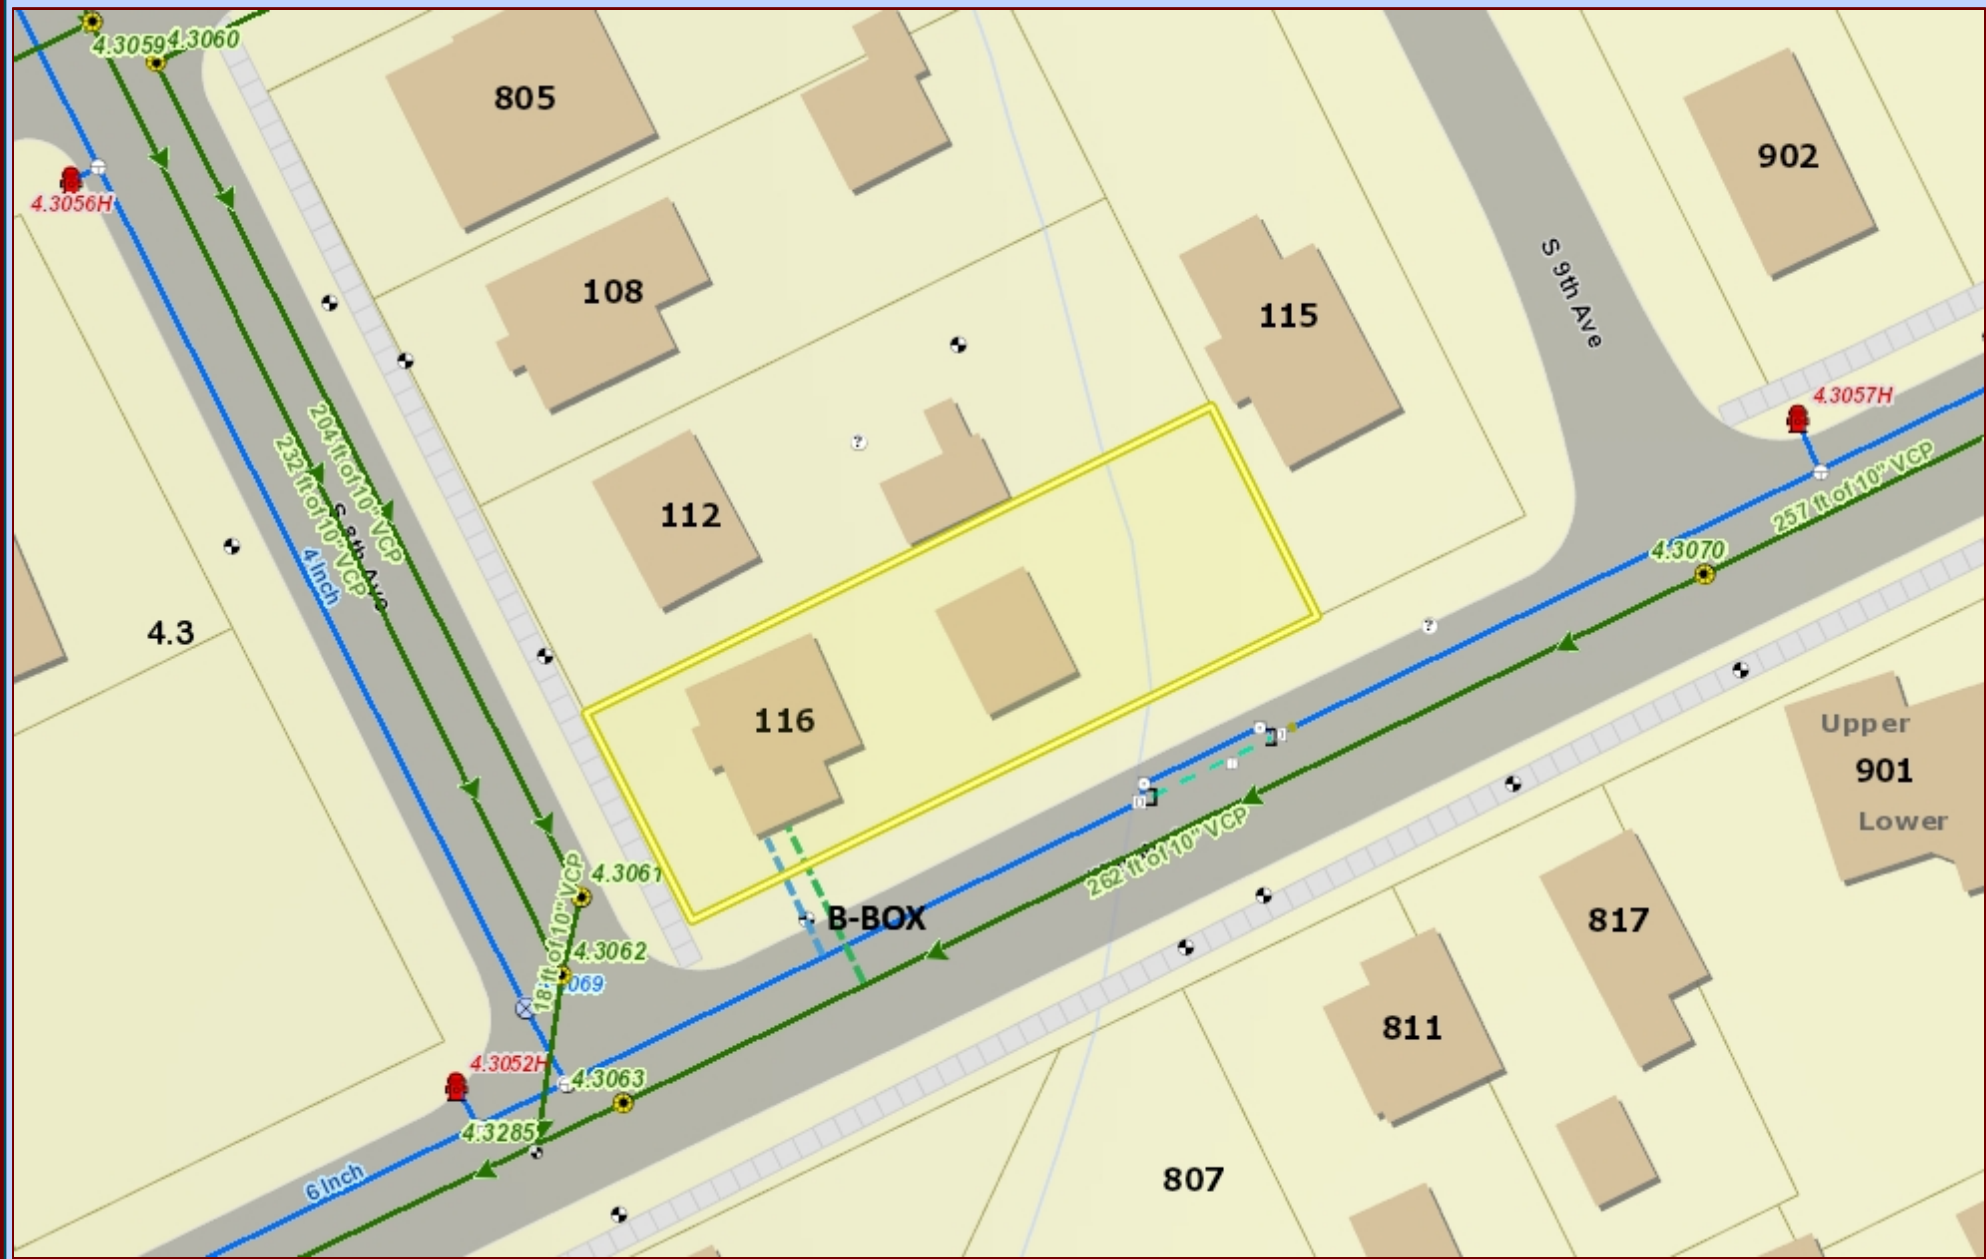 4.3059
4.3060
805
902
4.3056H
108
115
S 9th Ave
4.3057H
204 ft of 10" VCP
232 ft of 10" VCP
S 8th Ave
4 Inch
112
257 ft of 10" VCP
4.3070
4.3
116
Upper
901
Lower
262 ft of 10" VCP
4.3061
B-BOX
817
4.3062
18 ft of 10" VCP
069
811
4.3052H
4.3063
4.3285
6 Inch
807